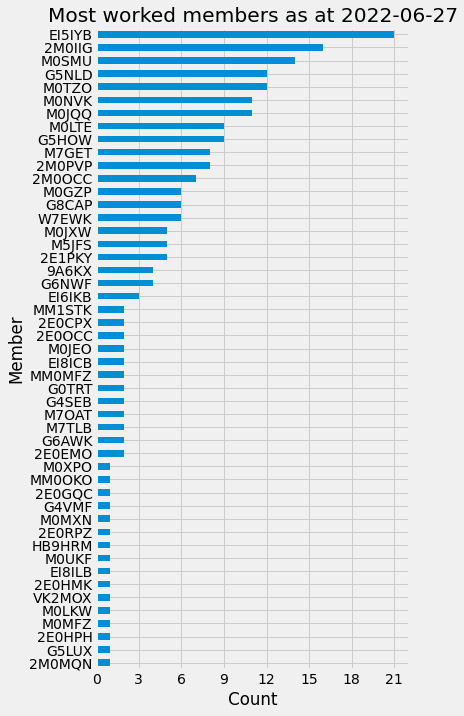 Most worked members as at 2022-06-27
EI5IYB
2M0IIG
M0SMU
G5NLD
M0TZO
M0NVK
M0JQQ
M0LTE
G5HOW
M7GET
2M0PVP
2M0OCC
M0GZP
G8CAP
W7EWK
M0JXW
M5JFS
2E1PKY
9A6KX
G6NWF
EI6IKB
MM1STK
2E0CPX
2E0OCC
M0JEO
EI8ICB
MM0MFZ
G0TRT
G4SEB
M7OAT
M7TLB
G6AWK
2E0EMO
M0XPO
MM0OKO
2E0GQC
G4VMF
M0MXN
2E0RPZ
HB9HRM
M0UKF
EI8ILB
2E0HMK
VK2MOX
M0LKW
M0MFZ
2E0HPH
G5LUX
2M0MQN
Member
0 3 6 9 12 15 18 21
Count